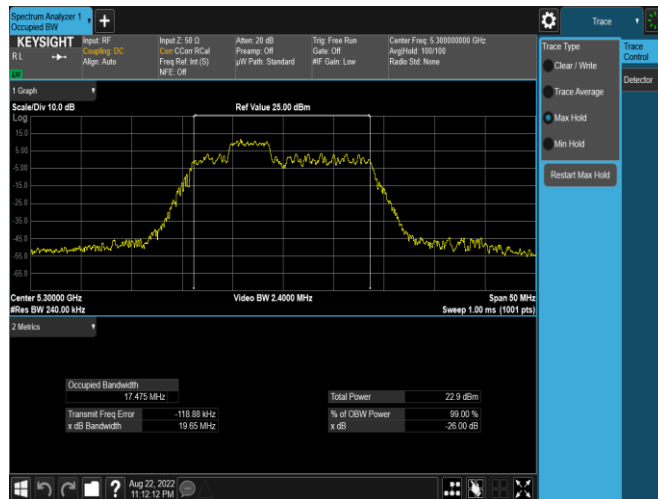 Spectrum Analyzer 1
Occupied BW
Trace
KEYSIGHT
R L
Input: RF
Coupling: DC
Align: Auto
Input Z: 50 Ω
Corr CCorr RCal
Freq Ref: Int (S)
NFE: Off
Atten: 20 dB
Preamp: Off
µW Path: Standard
Trig: Free Run
Gate: Off
#IF Gain: Low
Center Freq: 5.300000000 GHz
Avg|Hold: 100/100
Radio Std: None
Trace Type
Clear / Write
Trace Average
Max Hold
Min Hold
Restart Max Hold
Trace
Control
Detector
1 Graph
Scale/Div 10.0 dB
Ref Value 25.00 dBm
Log
15.0
5.00
-5.00
-15.0
-25.0
-35.0
-45.0
-55.0
-65.0
Center 5.30000 GHz
Video BW 2.4000 MHz
Span 50 MHz
#Res BW 240.00 kHz
Sweep 1.00 ms (1001 pts)
2 Metrics
Occupied Bandwidth
17.475 MHz
Total Power 22.9 dBm
Transmit Freq Error -118.88 kHz
% of OBW Power 99.00 %
x dB Bandwidth 19.65 MHz
x dB -26.00 dB
?
Aug 22, 2022
11:12:12 PM